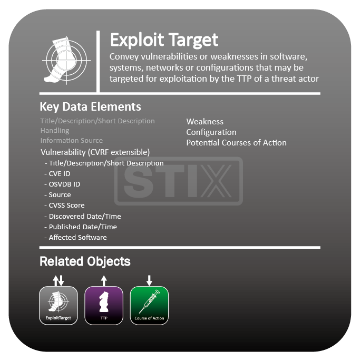 Exploit Target
Convey vulnerabilities or weaknesses in software,
systems, networks or configurations that may be
targeted for exploitation by the TTP of a threat actor
Key Data Elements
Title/Description/Short Description
Handling
Information Source
Vulnerability (CVRF extensible)
- Title/Description/Short Description
- CVE ID
- OSVDB ID
- Source
- CVSS Score
- Discovered Date/Time
- Published Date/Time
- Affected Software
Weakness
Configuration
Potential Courses of Action
STIX
Related Objects
ExploitTarget
TTP
Course of Action